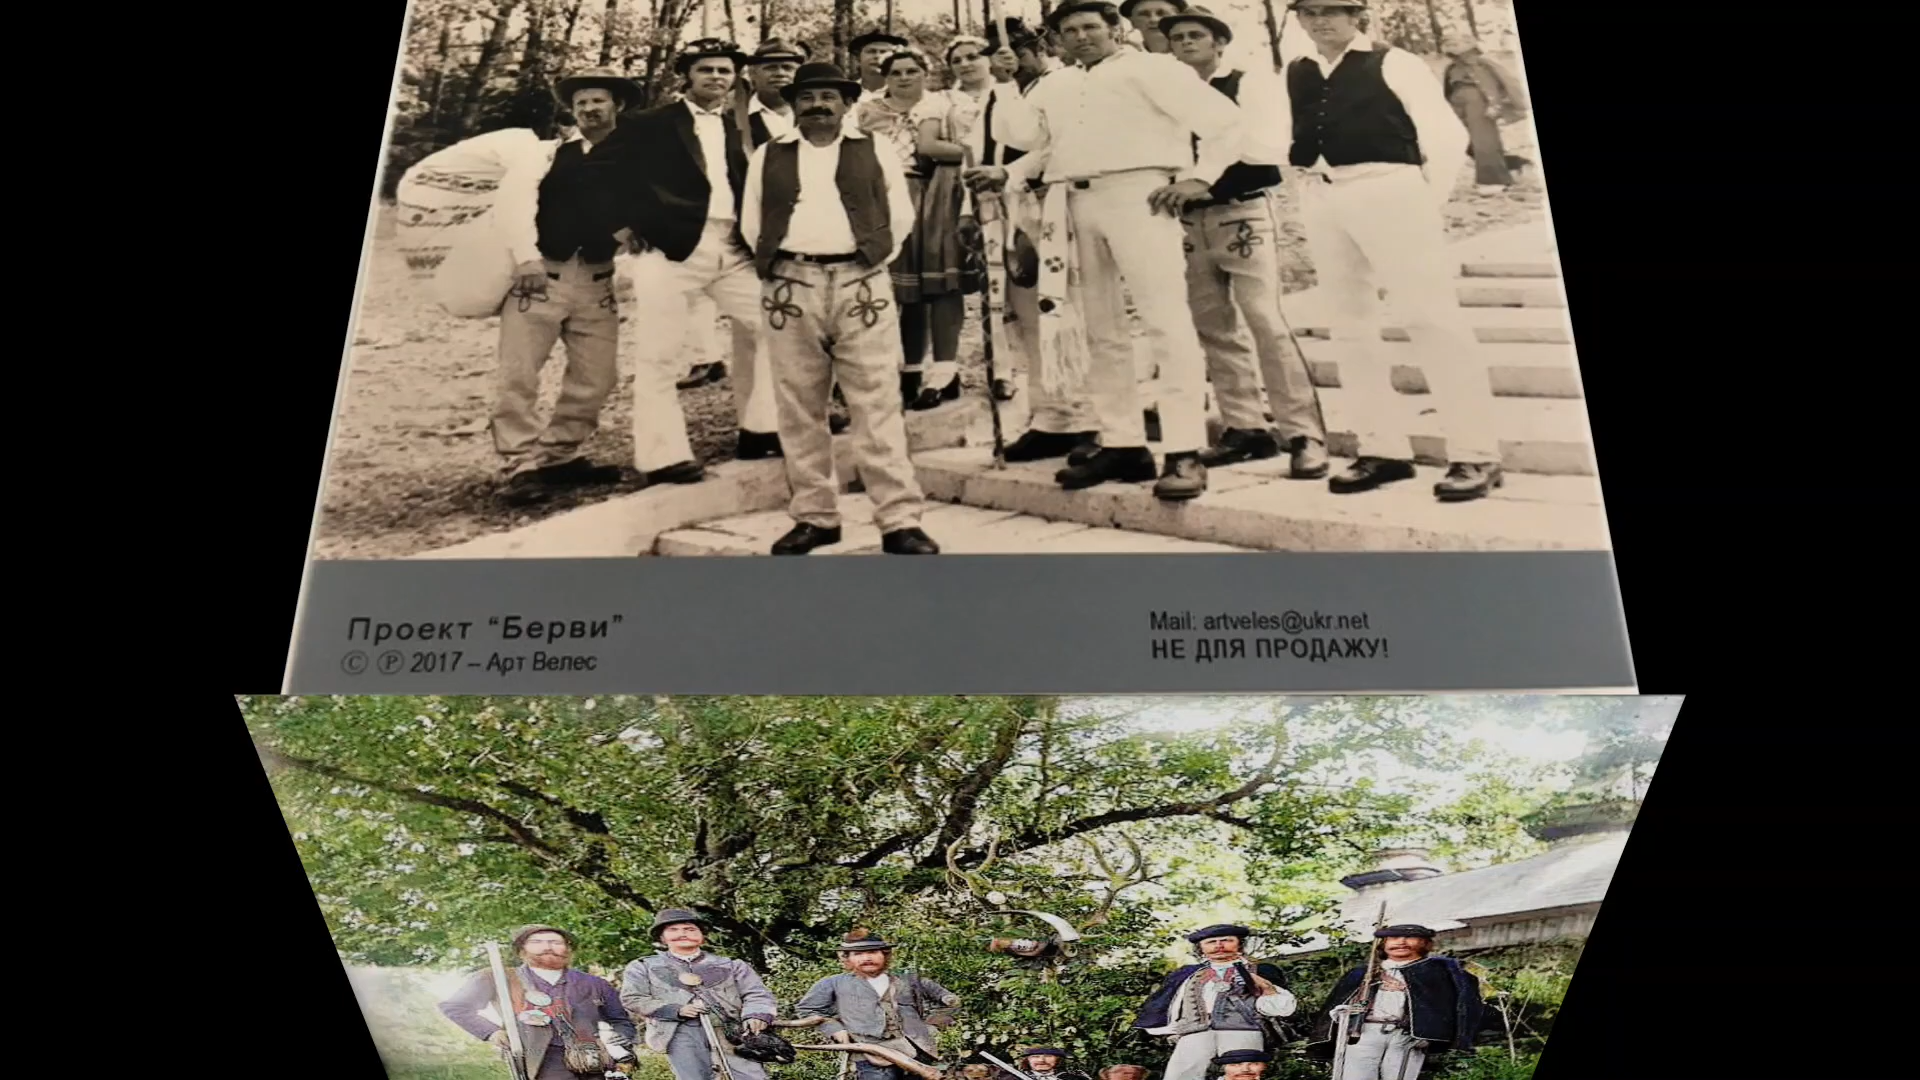 Проект “Берви”
© ℗ 2017 – Арт Велес
Mail: artveles@ukr.net
НЕ ДЛЯ ПРОДАЖУ!